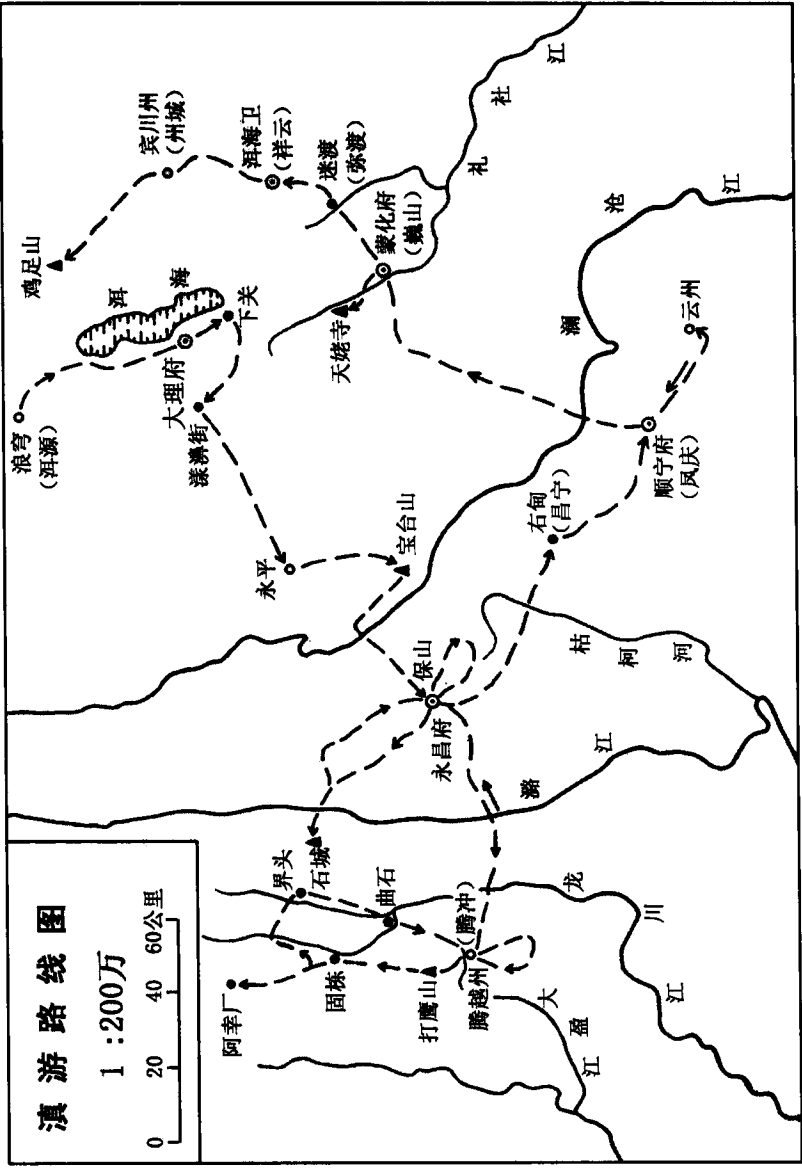 滇游路线图
1:200万
0 20 40 60公里
浪穹
(洱源)
鸡足山
宾川州
(州城)
洱海卫
(祥云)
迷渡
(弥渡)
洱海
大理府
下关
漾濞街
蒙化府
(巍山)
天姥寺
礼社江
永平
宝台山
澜沧江
云州
顺宁府
(凤庆)
右甸
(昌宁)
保山
永昌府
枯柯河
潞江
石城
界头
曲石
固栋
阿幸厂
打鹰山
腾越州
(腾冲)
龙川江
大盈江